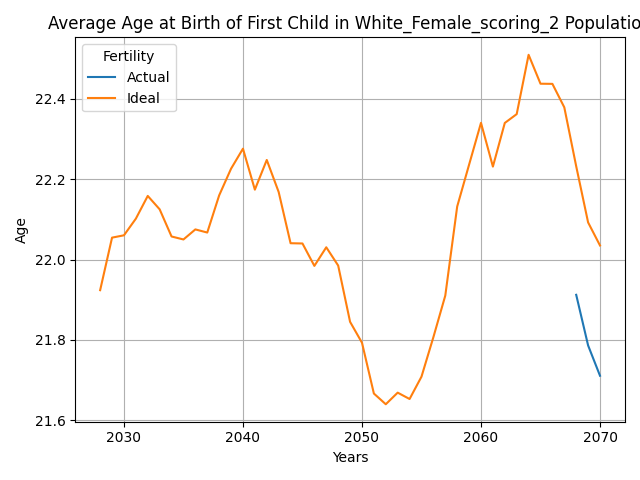 Average Age at Birth of First Child in White_Female_scoring_2 Populatio
Fertility
Actual
Ideal
22.4
22.2
22.0
21.8
21.6
Age
2030 2040 2050 2060 2070
Years